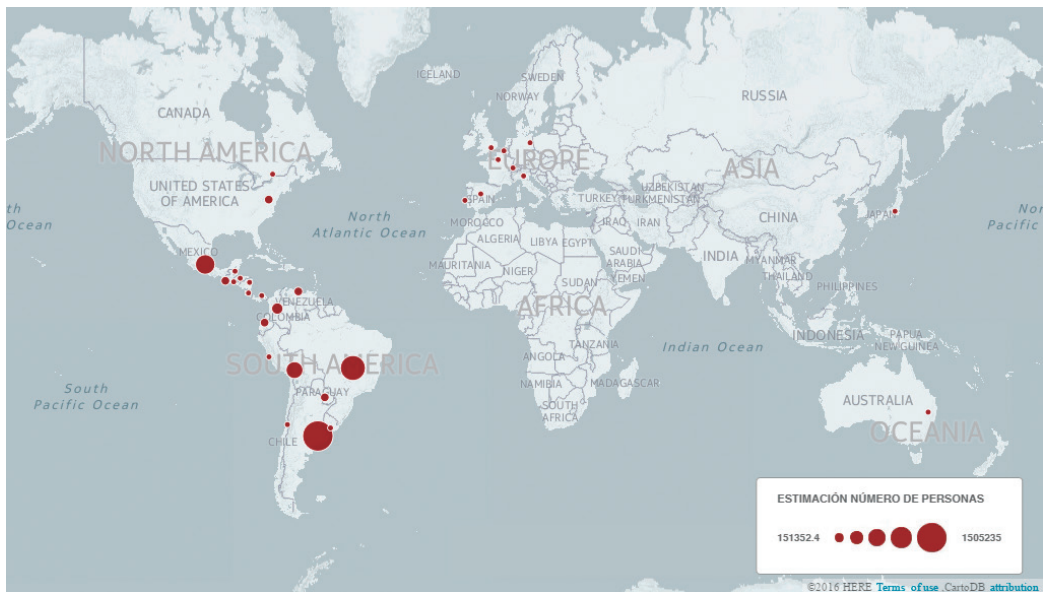 ICELAND
SWEDEN
NORWAY
RUSSIA
CANADA
NORTH AMERICA
EUROPE
ASIA
UNITED STATES
OF AMERICA
SPAIN
TURKEY
UZBEKISTAN
TURKMENISTAN
CHINA
JAPAN
th
Ocean
North
Atlantic Ocean
Nor
Pacific
MOROCCO
ALGERIA
LIBYA
EGYPT
IRAQ
IRAN
MEXICO
MAURITANIA
NIGER
SAUDI
ARABIA
INDIA
MYANMAR
THAILAND
SUDAN
YEMEN
PHILIPPINES
VENEZUELA
COLOMBIA
AFRICA
INDONESIA
PAPUA
NEW GUINEA
TANZANIA
Indian Ocean
SOUTH AMERICA
ANGOLA
South
Pacific Ocean
PARAGUAY
NAMIBIA
MADAGASCAR
SOUTH
AFRICA
AUSTRALIA
CHILE
OCEANIA
ESTIMACIÓN NÚMERO DE PERSONAS
151352.4
1505235
©2016 HERE Terms of use ,CartoDB attribution